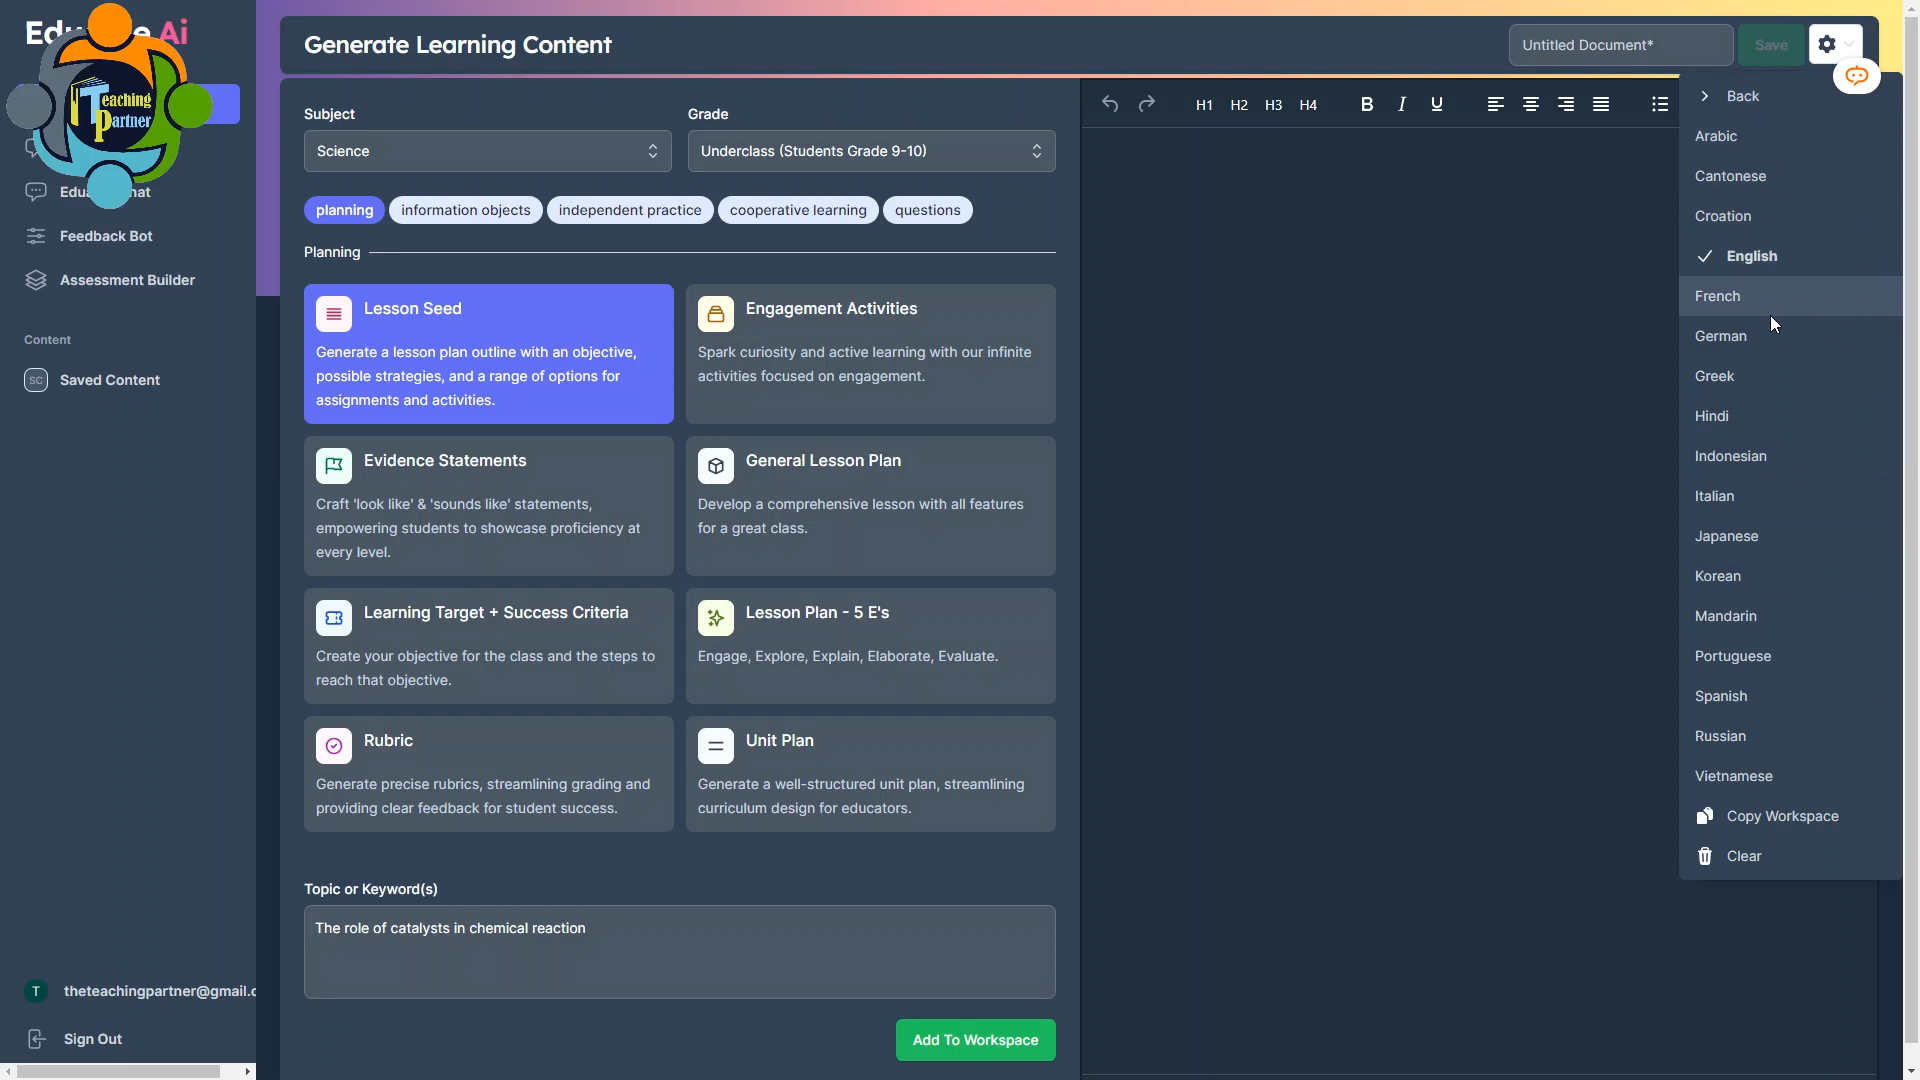 Ai
Teaching
Partner
Chat
Feedback Bot
Assessment Builder
Content
SC
Saved Content
T
theteachingpartner@gmail.c
Sign Out
Generate Learning Content
Untitled Document*
Save
Subject
Grade
Science
Underclass (Students Grade 9-10)
planning
information objects
independent practice
cooperative learning
questions
Planning
Lesson Seed
Generate a lesson plan outline with an objective,
possible strategies, and a range of options for
assignments and activities.
Engagement Activities
Spark curiosity and active learning with our infinite
activities focused on engagement.
Evidence Statements
Craft 'look like' & 'sounds like' statements,
empowering students to showcase proficiency at
every level.
General Lesson Plan
Develop a comprehensive lesson with all features
for a great class.
Learning Target + Success Criteria
Create your objective for the class and the steps to
reach that objective.
Lesson Plan - 5 E's
Engage, Explore, Explain, Elaborate, Evaluate.
Rubric
Generate precise rubrics, streamlining grading and
providing clear feedback for student success.
Unit Plan
Generate a well-structured unit plan, streamlining
curriculum design for educators.
Topic or Keyword(s)
The role of catalysts in chemical reaction
Add To Workspace
H1 H2 H3 H4 B I U
Back
Arabic
Cantonese
Croation
English
French
German
Greek
Hindi
Indonesian
Italian
Japanese
Korean
Mandarin
Portuguese
Spanish
Russian
Vietnamese
Copy Workspace
Clear